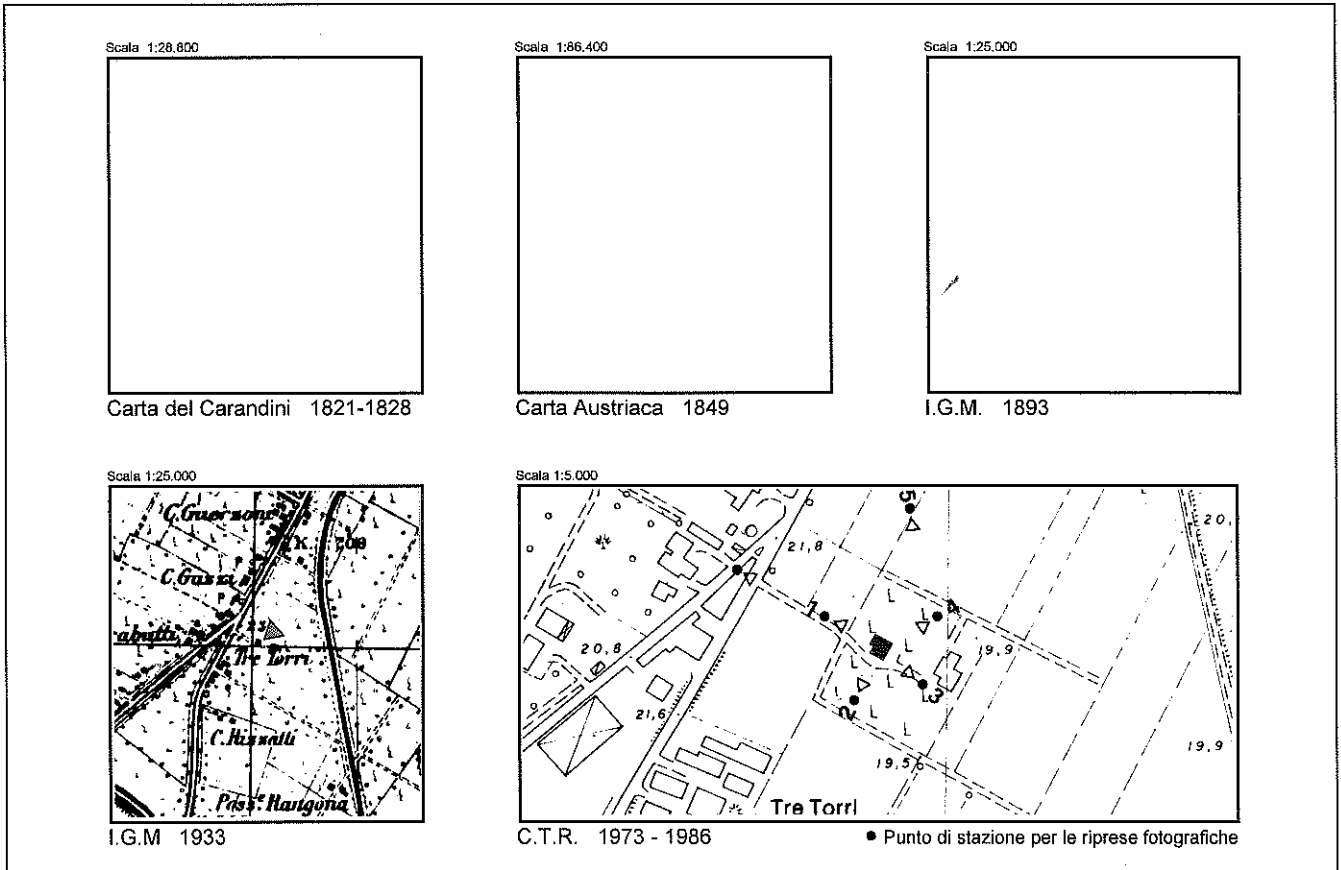 Scala 1:28.800
Scala 1:86.400
Scala 1:25.000
Carta del Carandini 1821-1828
Carta Austriaca 1849
I.G.M. 1893
Scala 1:25.000
Scala 1:5.000
C. Guerzoni
C. Gazzi
23
Tre Torri
C. Rizzatti
Poss.e Rangona
5
20,
21,8
1
4
20,8
19,9
3
2
21,6
19,5
19,9
Tre Torri
I.G.M 1933
C.T.R. 1973 - 1986
● Punto di stazione per le riprese fotografiche